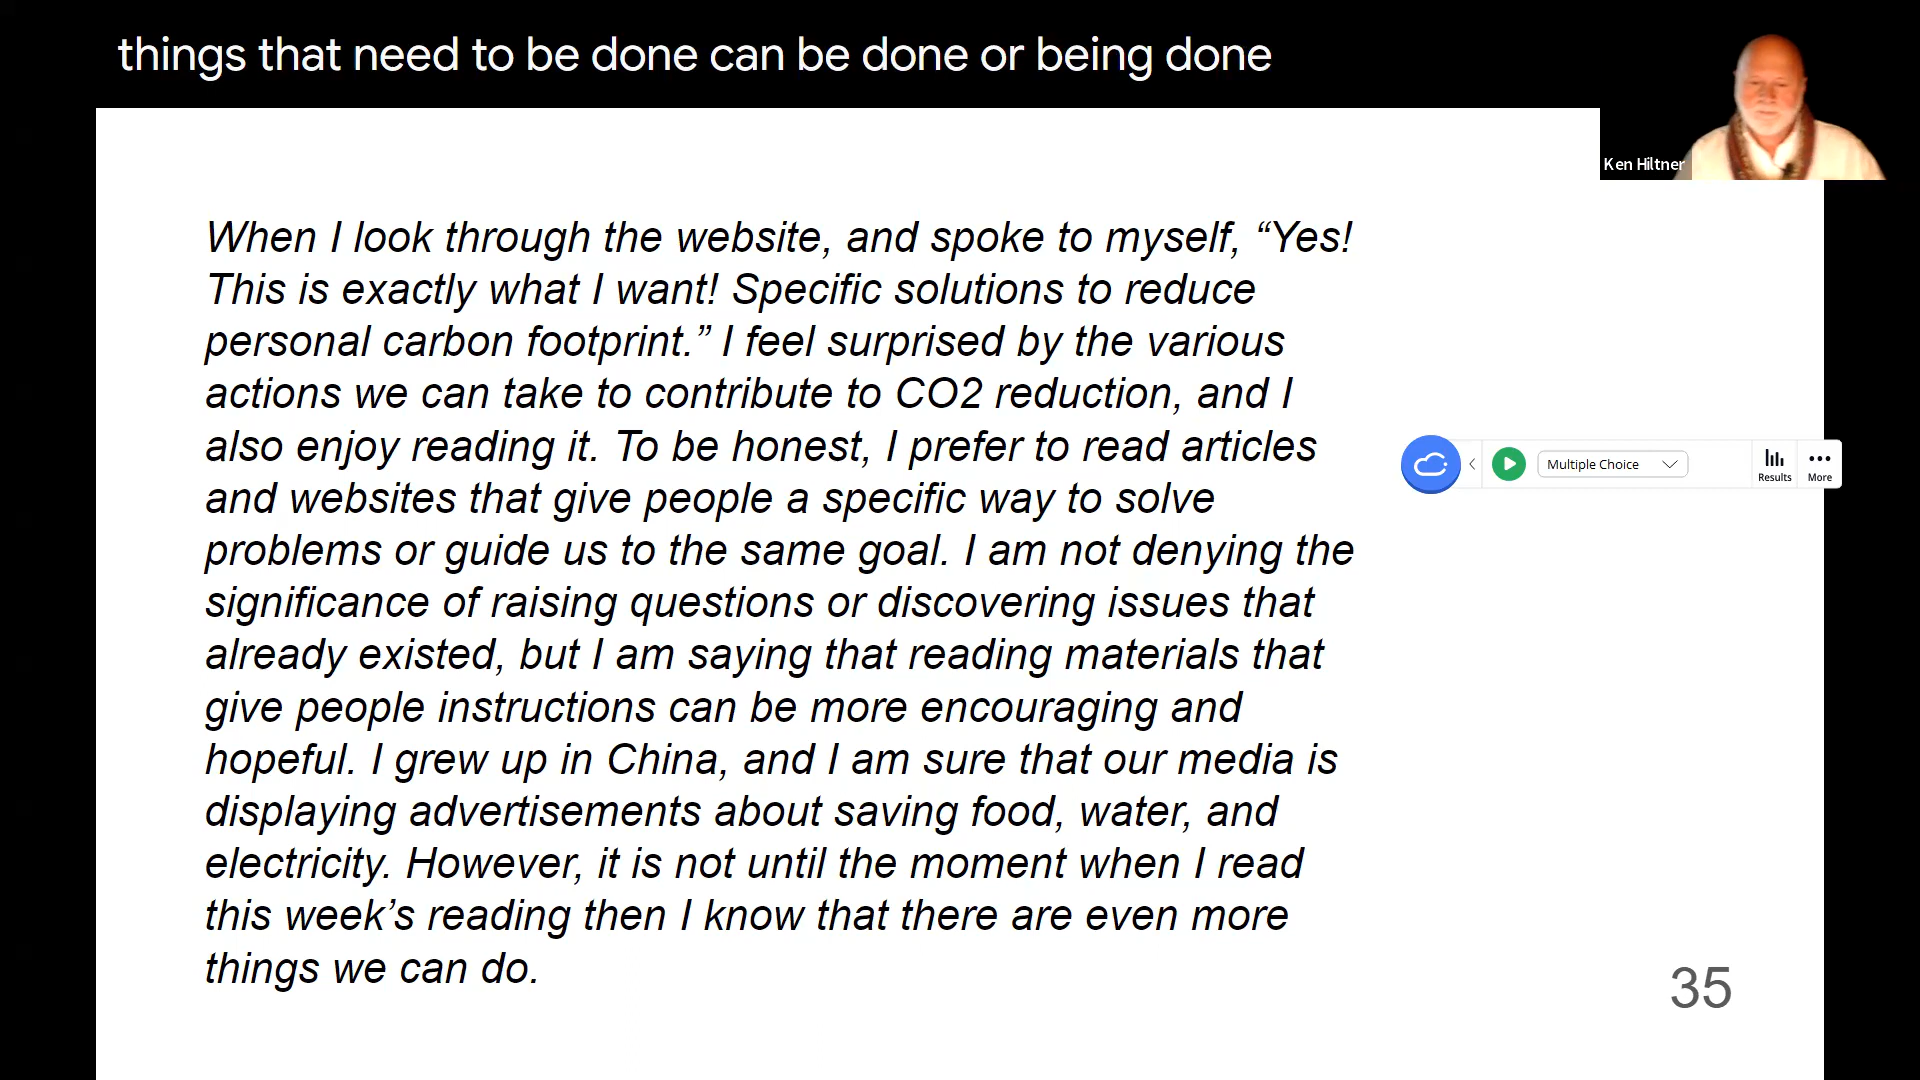 things that need to be done can be done or being done
Ken Hiltner
When I look through the website, and spoke to myself, “Yes!
This is exactly what I want! Specific solutions to reduce
personal carbon footprint.” I feel surprised by the various
actions we can take to contribute to CO2 reduction, and I
also enjoy reading it. To be honest, I prefer to read articles
and websites that give people a specific way to solve
problems or guide us to the same goal. I am not denying the
significance of raising questions or discovering issues that
already existed, but I am saying that reading materials that
give people instructions can be more encouraging and
hopeful. I grew up in China, and I am sure that our media is
displaying advertisements about saving food, water, and
electricity. However, it is not until the moment when I read
this week’s reading then I know that there are even more
things we can do.
Multiple Choice
Results
More
35